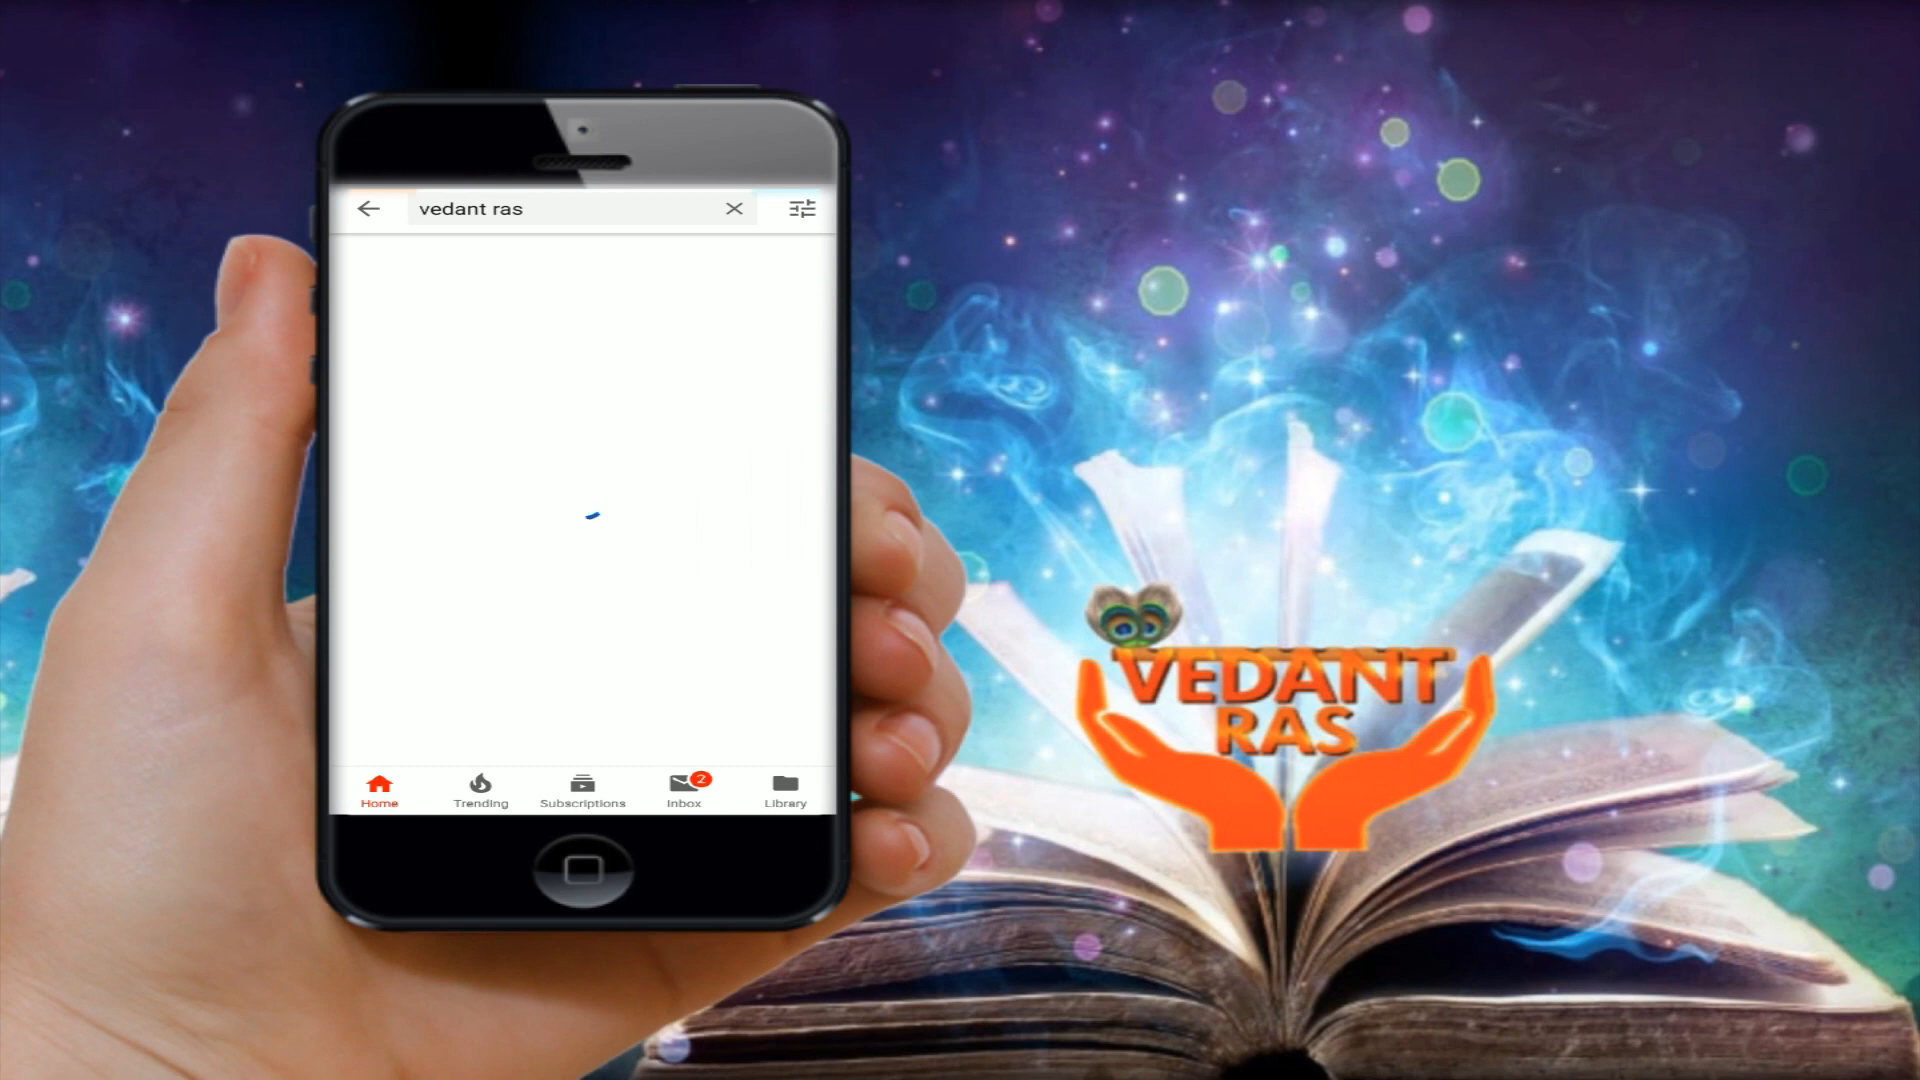 vedant ras
Home
Trending
Subscriptions
2
Inbox
Library
VEDANT
RAS